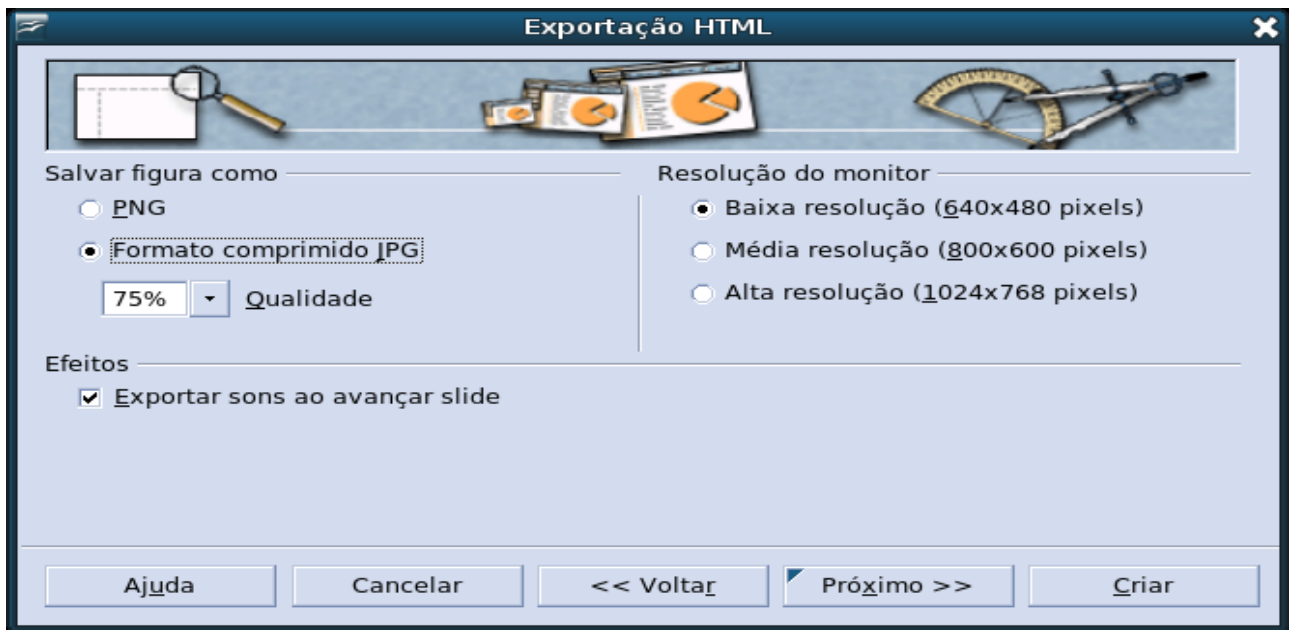 Exportação HTML
Salvar figura como
PNG
Formato comprimido JPG
75% Qualidade
Resolução do monitor
Baixa resolução (640x480 pixels)
Média resolução (800x600 pixels)
Alta resolução (1024x768 pixels)
Efeitos
Exportar sons ao avançar slide
Ajuda Cancelar << Voltar Próximo >> Criar